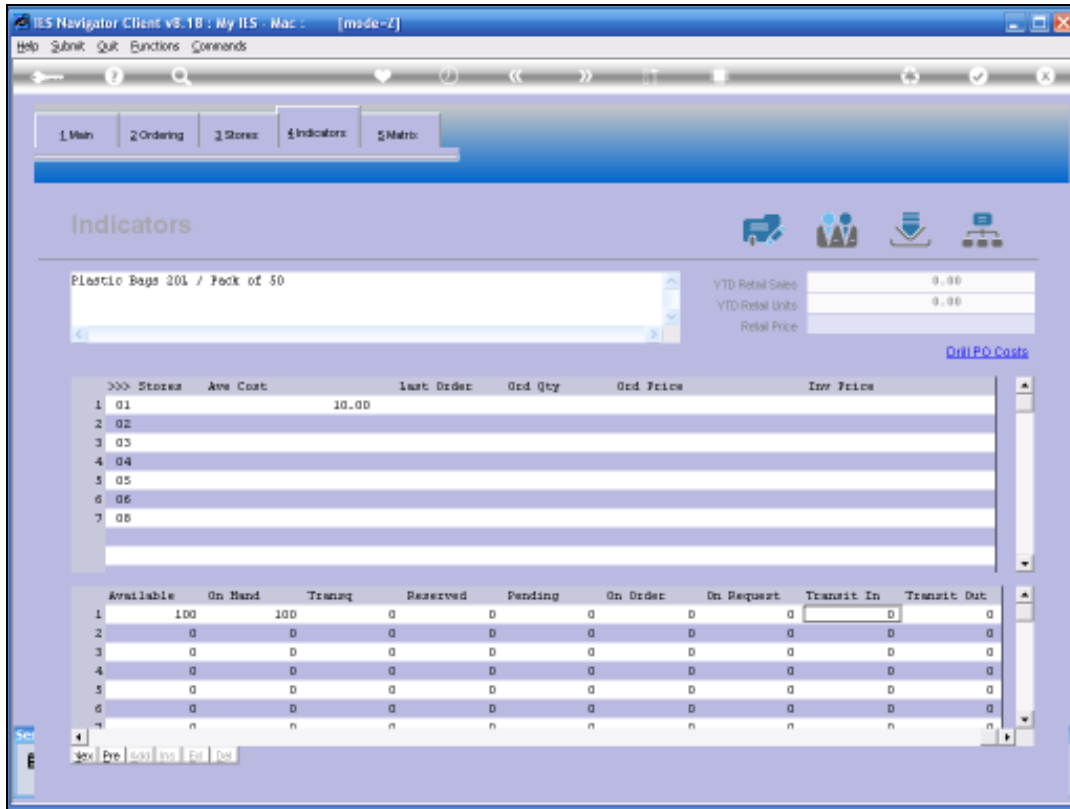 IES Navigator Client v8.1B : My IES - Mac : [mode=Z]
Help Submit Quit Functions Commands
1 Main 2 Ordering 3 Stores 4 Indicators 5 Matrix
Indicators
Plastic Bags 20L / Pack of 50
YTD Retail Sales 0.00
YTD Retail Units 0.00
Retail Price
Drill PO Costs
>>> Stores Ave Cost Last Order Ord Qty Ord Price Inv Price
1 01 10.00
2 02
3 03
4 04
5 05
6 06
7 08
Available On Hand Transq Reserved Pending On Order On Request Transit In Transit Out
1 100 100 0 0 0 0 0 0 0
2 0 0 0 0 0 0 0 0 0
3 0 0 0 0 0 0 0 0 0
4 0 0 0 0 0 0 0 0 0
5 0 0 0 0 0 0 0 0 0
6 0 0 0 0 0 0 0 0 0
Nex Pre Add Ins Ed Del